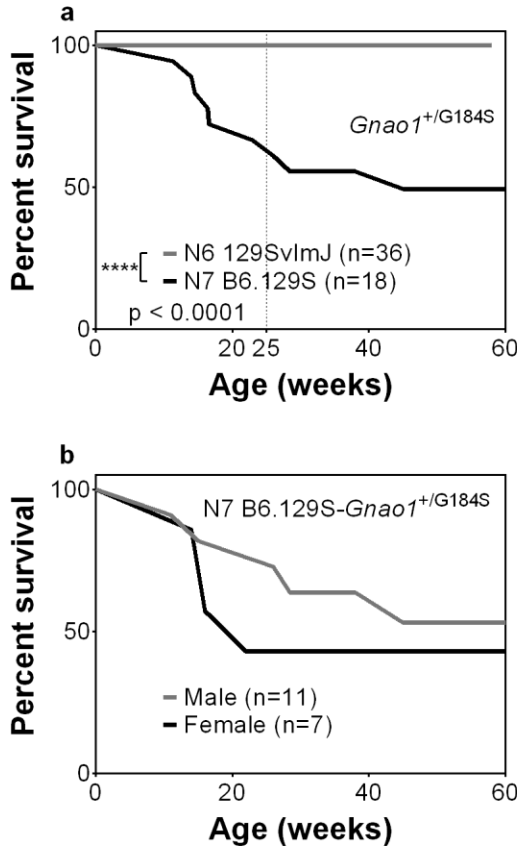 a
Percent survival
100
50
0
Gnao1+/G184S
N6 129SvImJ (n=36)
****
N7 B6.129S (n=18)
p < 0.0001
0 20 25 40 60
Age (weeks)
b
Percent survival
100
50
0
N7 B6.129S-Gnao1+/G184S
Male (n=11)
Female (n=7)
0 20 40 60
Age (weeks)